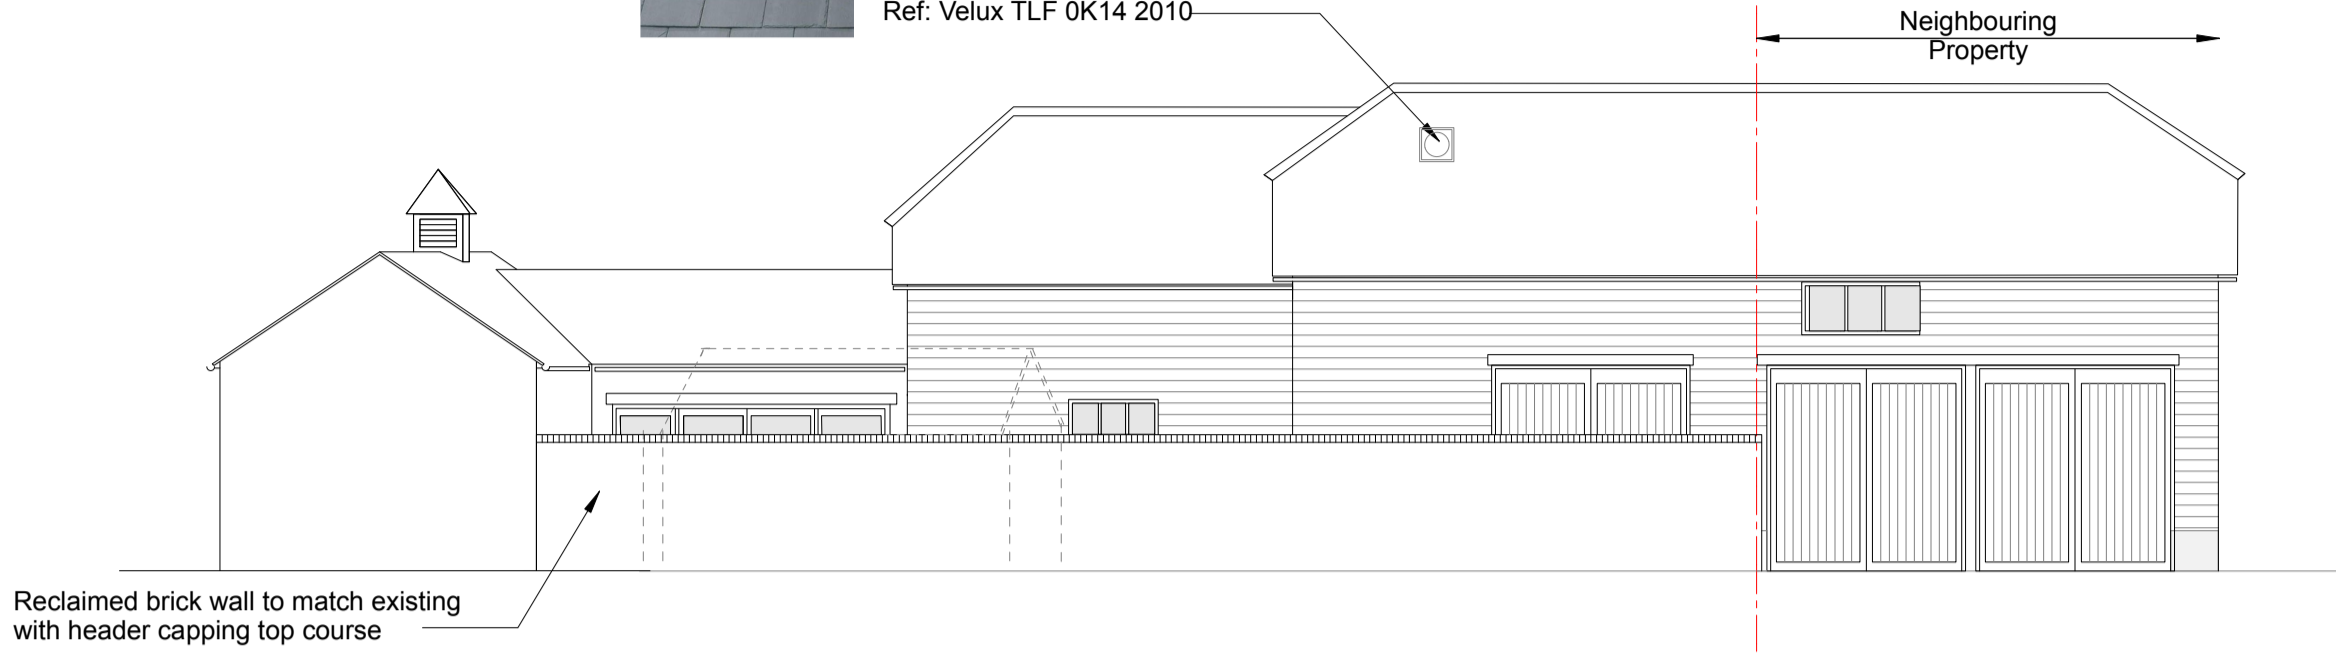 Ref: Velux TLF 0K14 2010
Neighbouring
Property
Reclaimed brick wall to match existing
with header capping top course